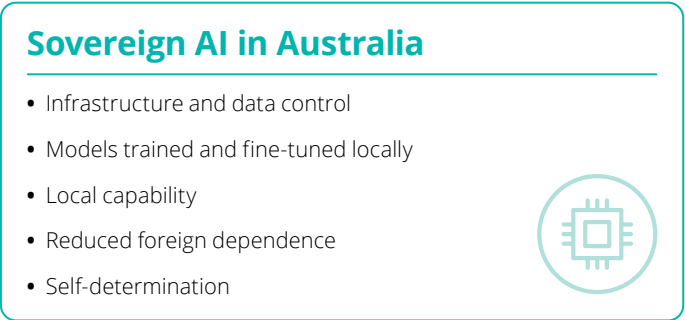 Sovereign AI in Australia
• Infrastructure and data control
• Models trained and fine-tuned locally
• Local capability
• Reduced foreign dependence
• Self-determination